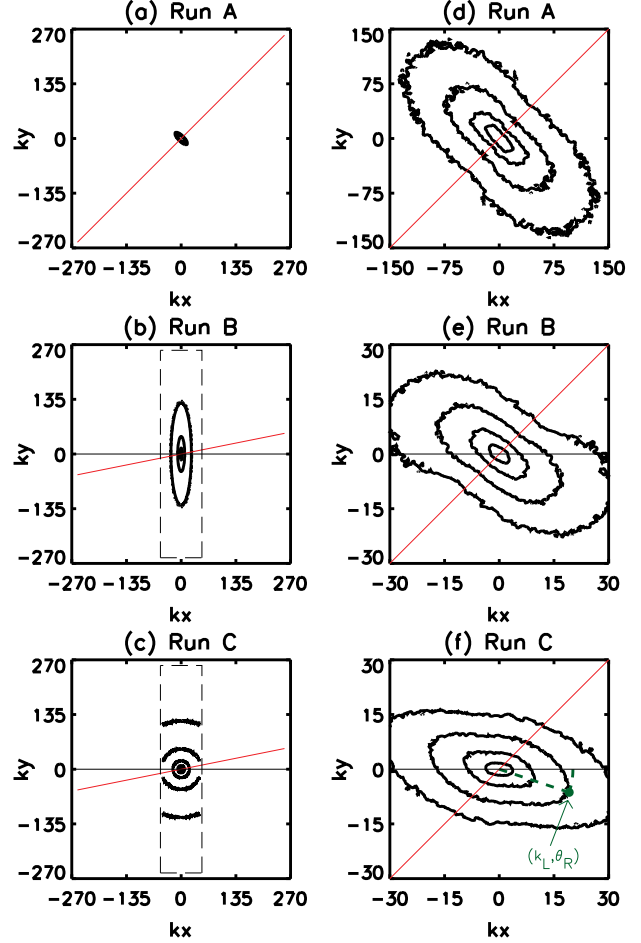 (a) Run A
270
135
0
−135
−270
ky
−270 −135 0 135 270
kx
(d) Run A
150
75
0
−75
−150
ky
−150 −75 0 75 150
kx
(b) Run B
270
135
0
−135
−270
ky
−270 −135 0 135 270
kx
(e) Run B
30
15
0
−15
−30
ky
−30 −15 0 15 30
kx
(c) Run C
270
135
0
−135
−270
ky
−270 −135 0 135 270
kx
(f) Run C
30
15
0
−15
−30
ky
(k_L,θ_R)
−30 −15 0 15 30
kx